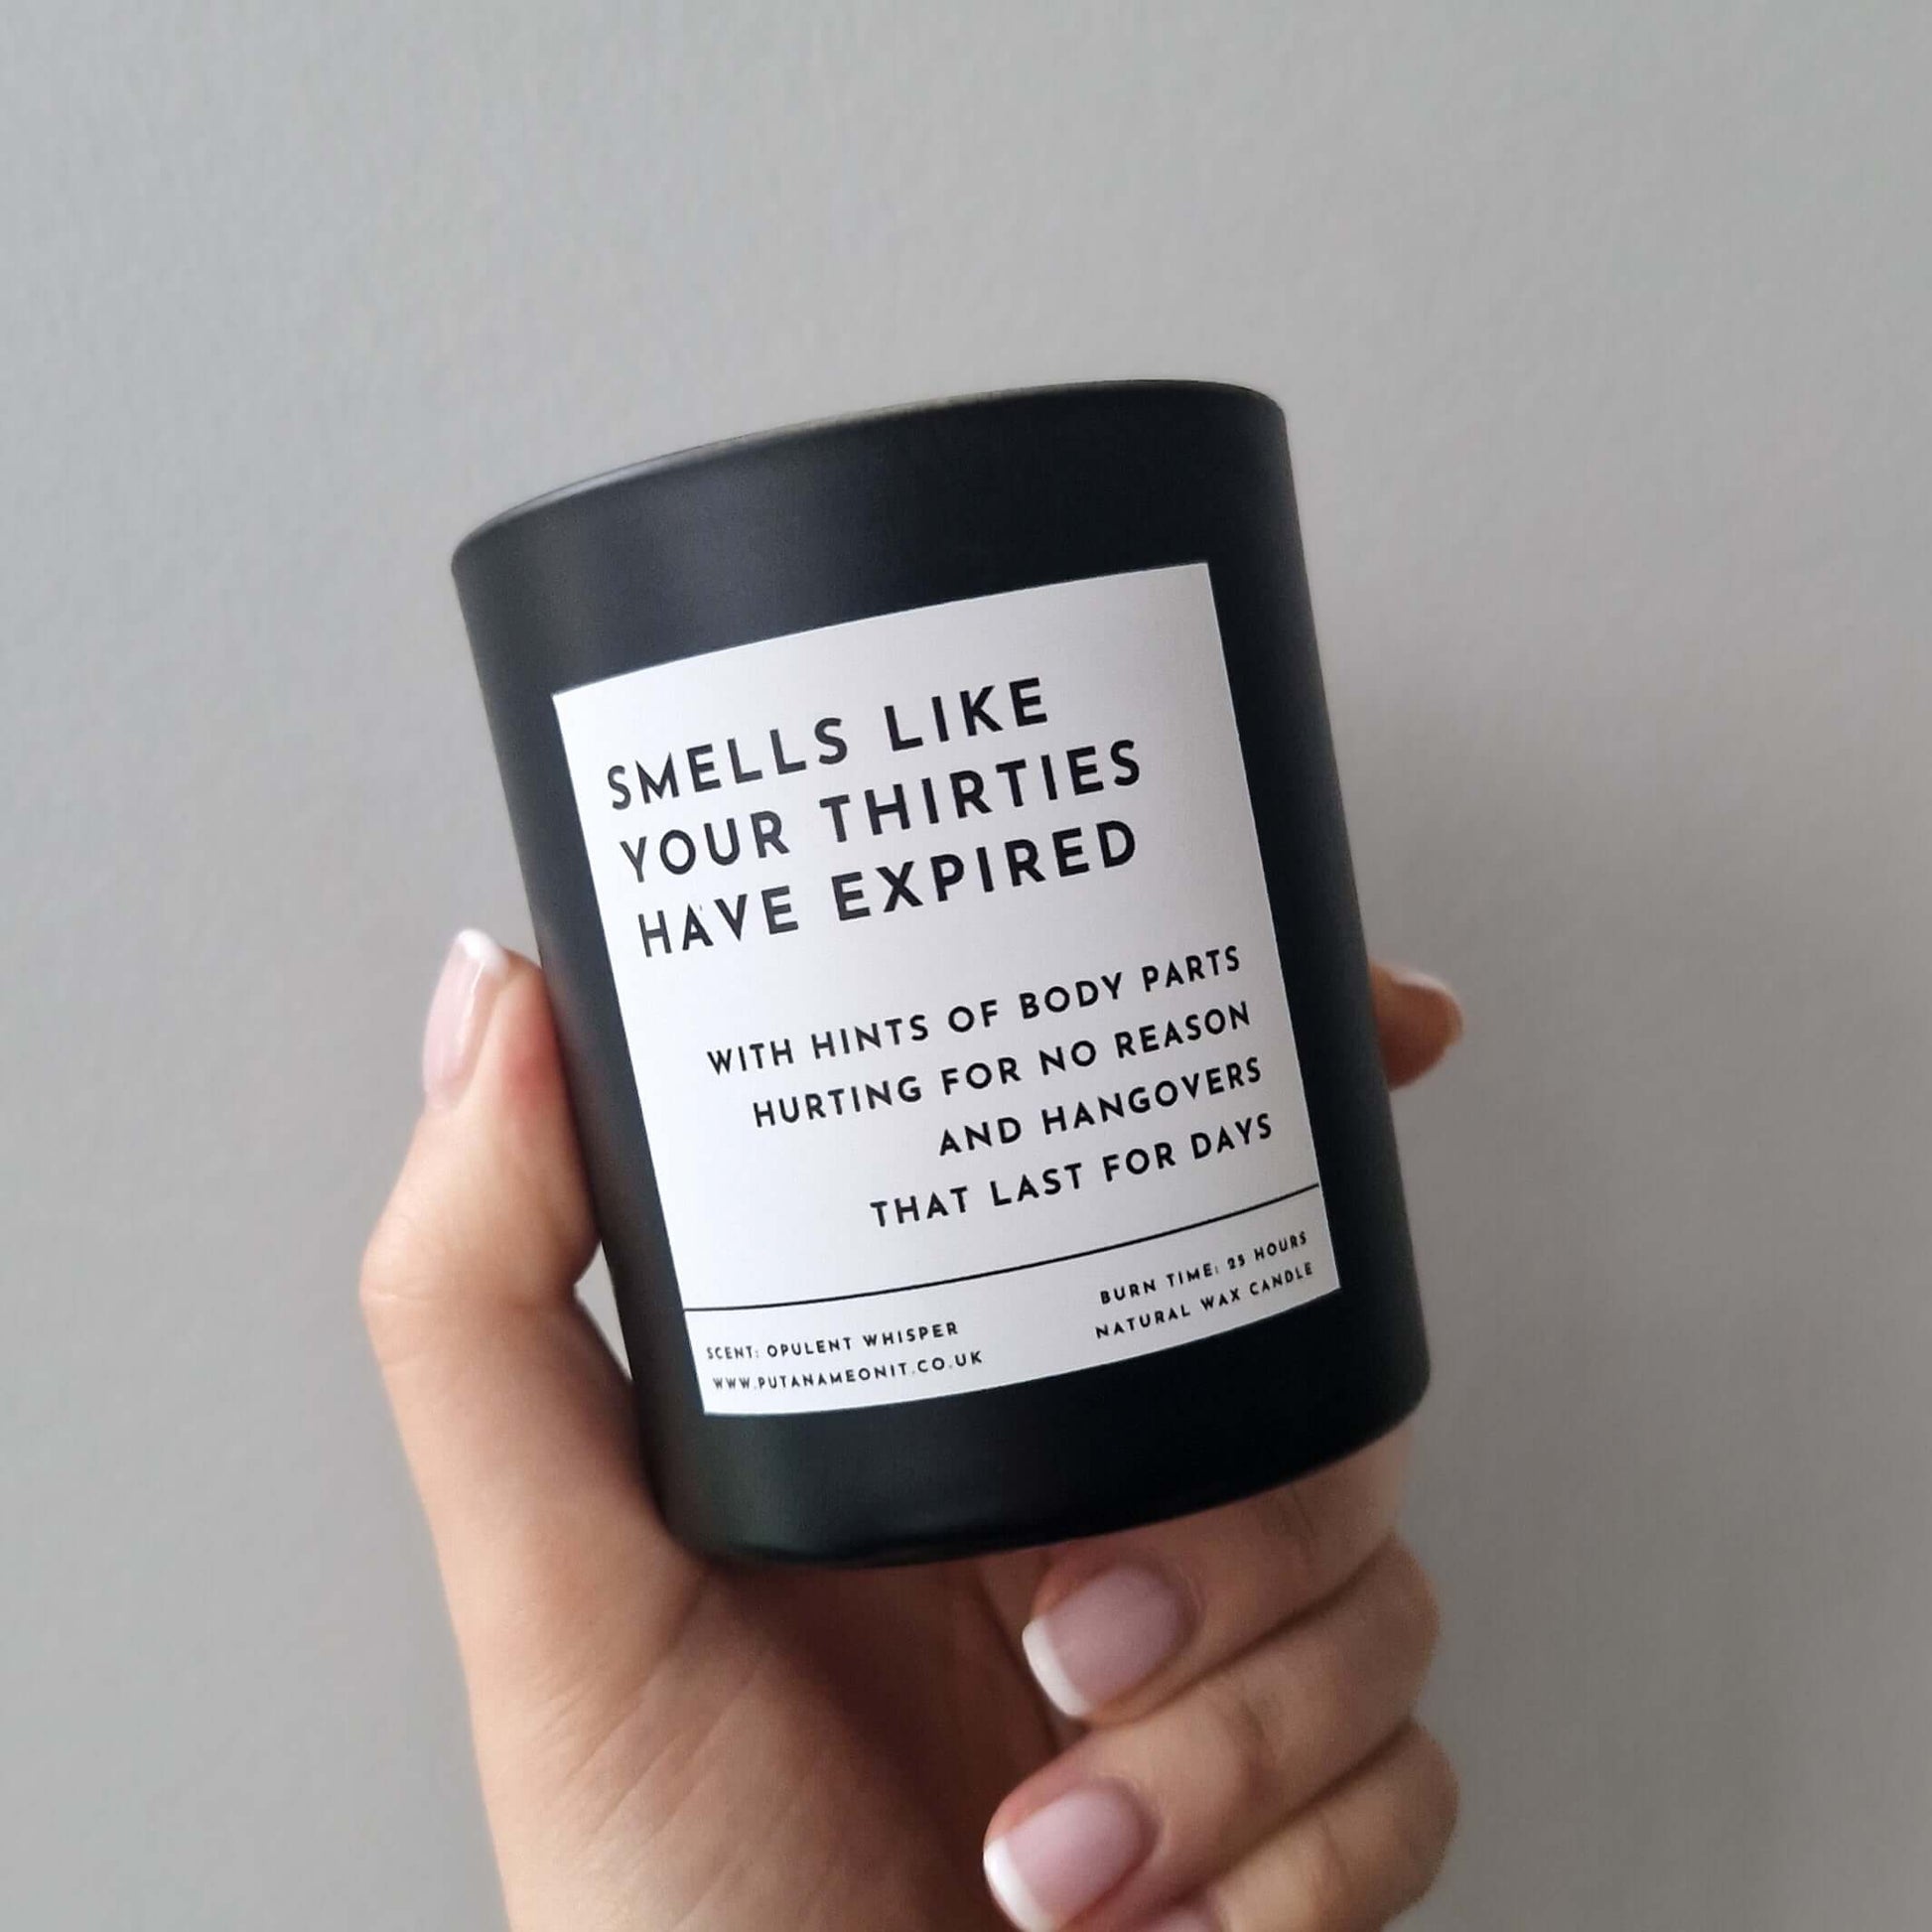 SMELLS LIKE
YOUR THIRTIES
HAVE EXPIRED
WITH HINTS OF BODY PARTS
HURTING FOR NO REASON
AND HANGOVERS
THAT LAST FOR DAYS
SCENT: OPULENT WHISPER
WWW.PUTANAMEONIT.CO.UK
BURN TIME: 25 HOURS
NATURAL WAX CANDLE